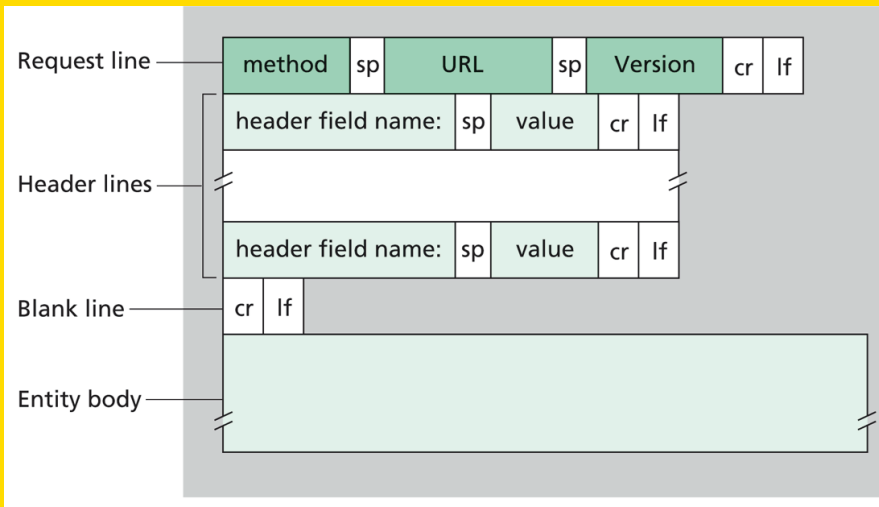 Request line method sp URL sp Version cr lf
header field name: sp value cr lf
Header lines
header field name: sp value cr lf
Blank line cr lf
Entity body